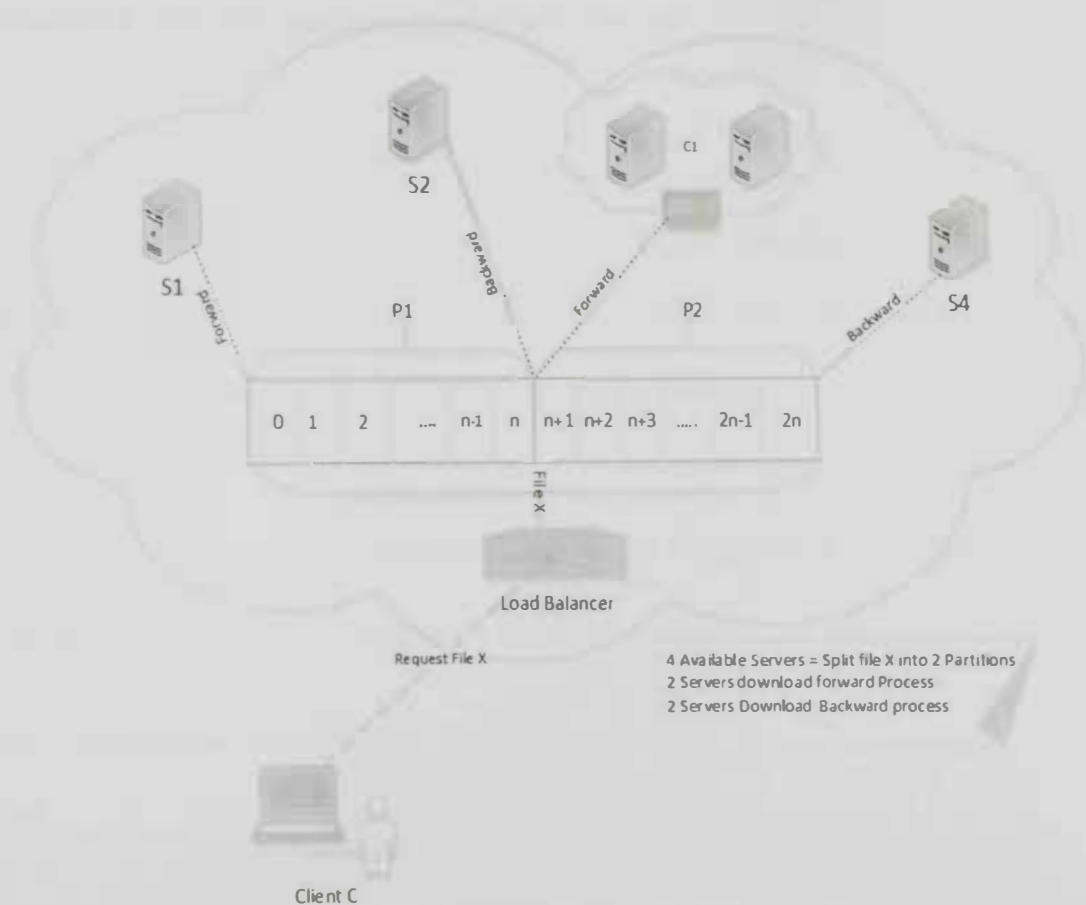 C1
S2
S1
S4
Forward
Backward
Forward
Backward
P1
P2
0 1 2 .... n-1 n n+1 n+2 n+3 ..... 2n-1 2n
File X
Load Balancer
Request File X
4 Available Servers = Split file X into 2 Partitions
2 Servers download forward Process
2 Servers Download Backward process
Client C